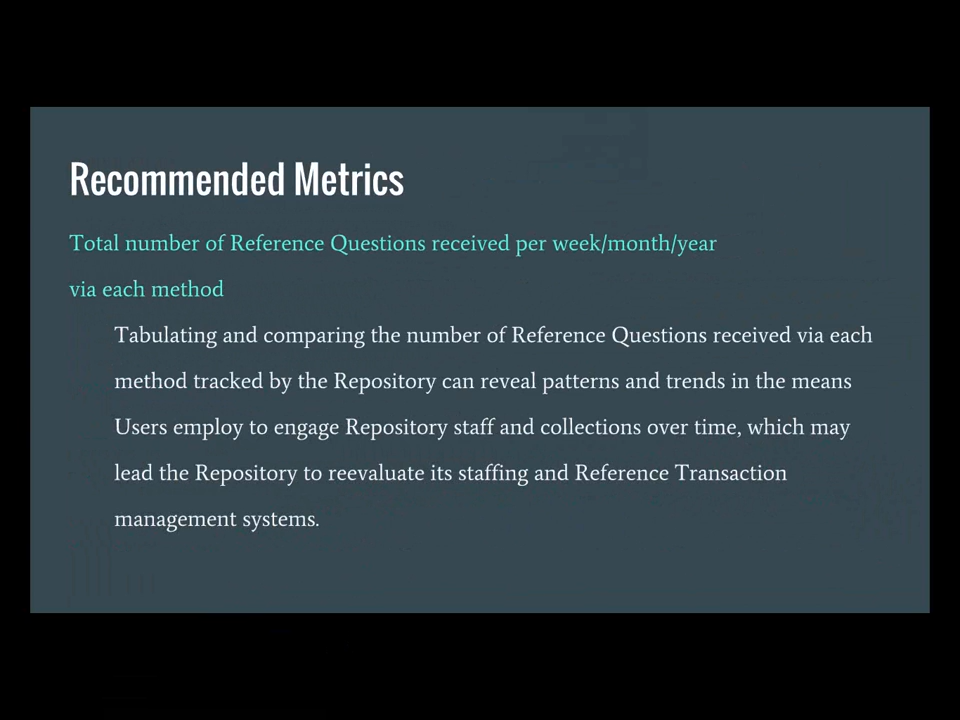 Recommended Metrics
Total number of Reference Questions received per week/month/year
via each method
Tabulating and comparing the number of Reference Questions received via each
method tracked by the Repository can reveal patterns and trends in the means
Users employ to engage Repository staff and collections over time, which may
lead the Repository to reevaluate its staffing and Reference Transaction
management systems.